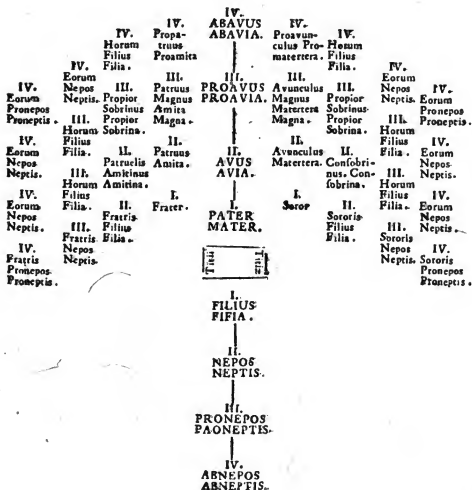 IV.
Horum
Filius
Filia.
IV.
Propa-
truus
Proamita
IV.
ABAVUS
ABAVIA.
IV.
Proavun-
culus Pro-
matertera.
IV.
Horum
Filius
Filia.
IV.
Eorum
Nepos
Neptis.
III.
Propior
Sobrinus
Propior
Sobrina.
III.
Patruus
Magnus
Amita
Magna.
III.
PROAVUS
PROAVIA.
III.
Avunculus
Magnus
Matertera
Magna.
III.
Propior
Sobrinus
Propior
Sobrina.
IV.
Eorum
Nepos
Neptis.
IV.
Eorum
Pronepos
Proneptis.
III.
Horum
Filius
Filia.
II.
Patruelis
Amitinus
Amitina.
II.
Patruus
Amita.
II.
AVUS
AVIA.
II.
Avunculus
Matertera.
II.
Consobri-
nus. Con-
sobrina.
III.
Horum
Filius
Filia.
IV.
Eorum
Pronepos
Proneptis.
IV.
Eorum
Nepos
Neptis.
III.
Horum
Filius
Filia.
II.
Fratris
Filius
Filia.
I.
Frater.
I.
PATER
MATER.
I.
Soror
II.
Sororis
Filius
Filia.
III.
Horum
Filius
Filia.
IV.
Eorum
Nepos
Neptis.
IV.
Eorum
Nepos
Neptis.
III.
Fratris
Nepos
Neptis.
III.
Sororis
Nepos
Neptis.
IV.
Eorum
Nepos
Neptis.
IV.
Fratris
Pronepos
Proneptis.
IV.
Sororis
Pronepos
Proneptis.
I.
FILIUS
FIFIA.
II.
NEPOS
NEPTIS.
III.
PRONEPOS
PAONEPTIS.
IV.
ABNEPOS
ABNEPTIS.